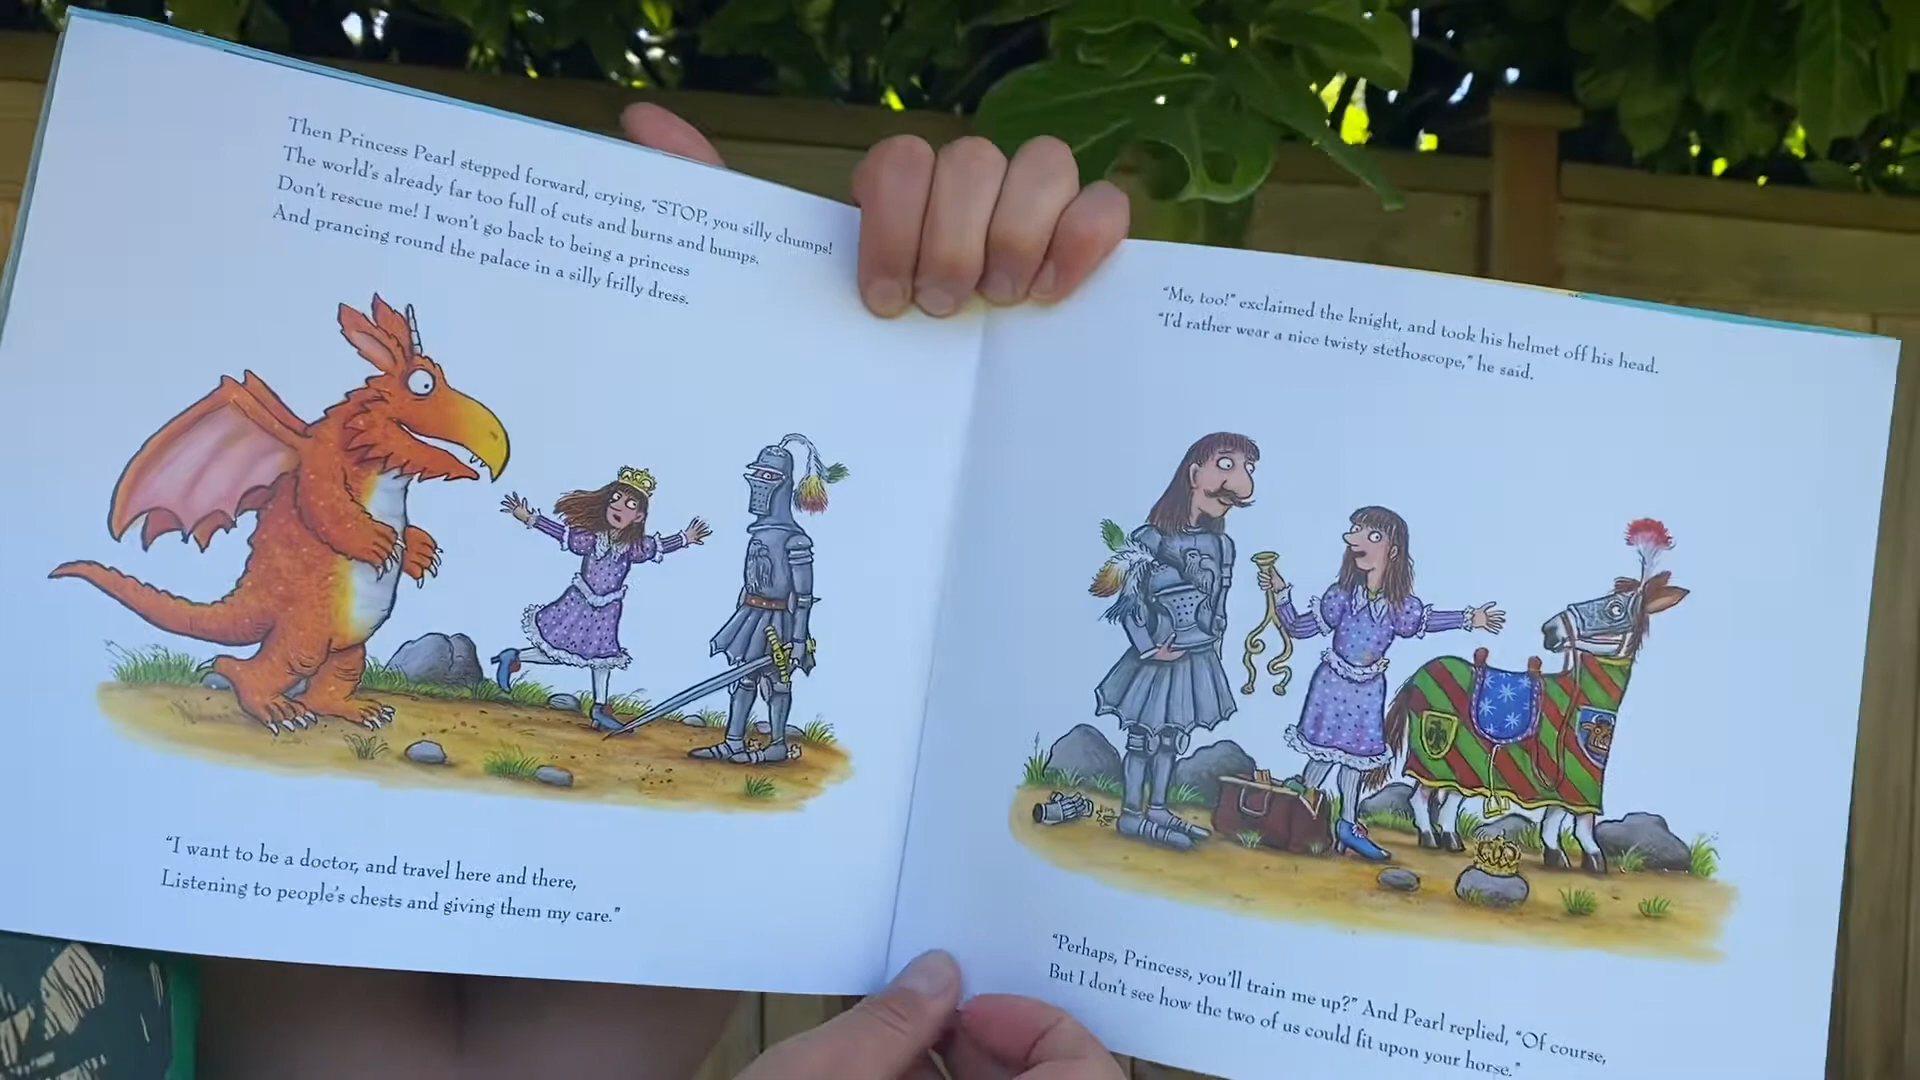 Then Princess Pearl stepped forward, crying, “STOP, you silly chumps!
The world’s already far too full of cuts and burns and bumps.
Don’t rescue me! I won’t go back to being a princess
And prancing round the palace in a silly frilly dress.
“I want to be a doctor, and travel here and there,
Listening to people’s chests and giving them my care.”
“Me, too!” exclaimed the knight, and took his helmet off his head.
“I’d rather wear a nice twisty stethoscope,” he said.
“Perhaps, Princess, you’ll train me up?” And Pearl replied, “Of course,
But I don’t see how the two of us could fit upon your horse.”